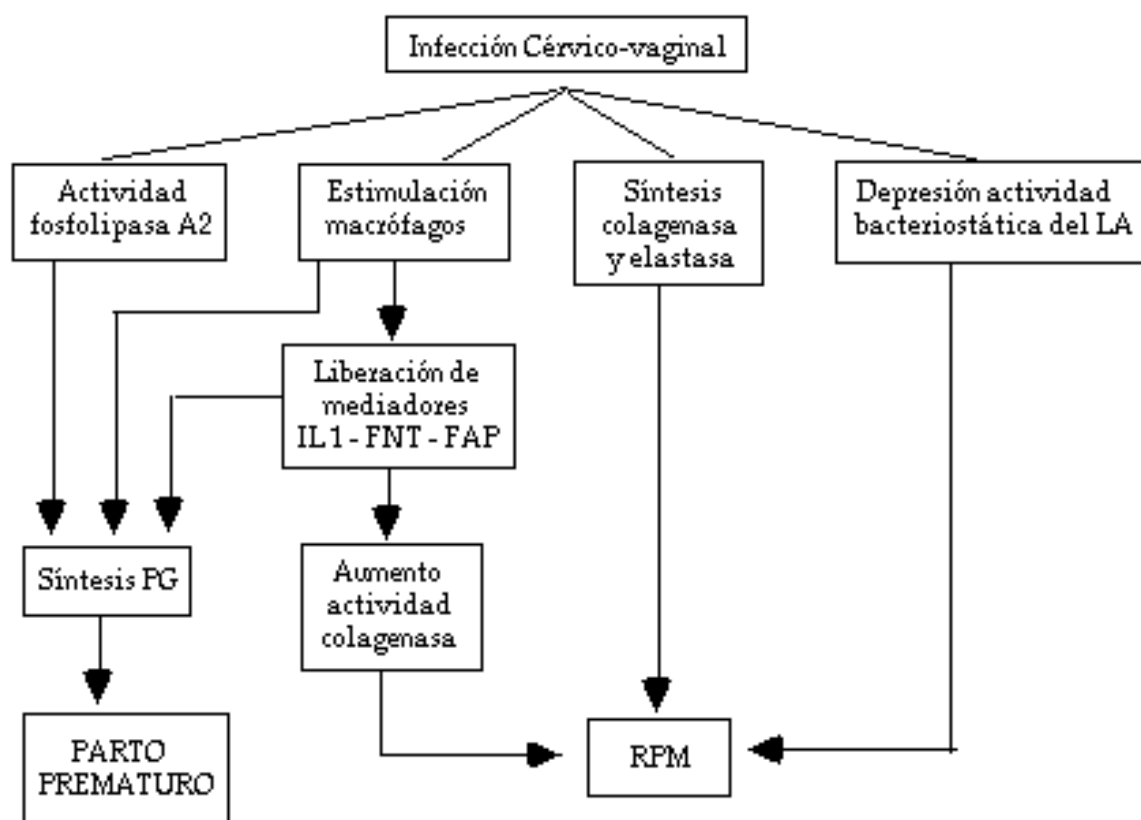 Infección Cérvico-vaginal
Actividad
fosfolipasa A2
Estimulación
macrófagos
Síntesis
colagenasa
y elastasa
Depresión actividad
bacteriostática del LA
Liberación de
mediadores
IL1 - FNT - FAP
Síntesis PG
Aumento
actividad
colagenasa
PARTO
PREMATURO
RPM